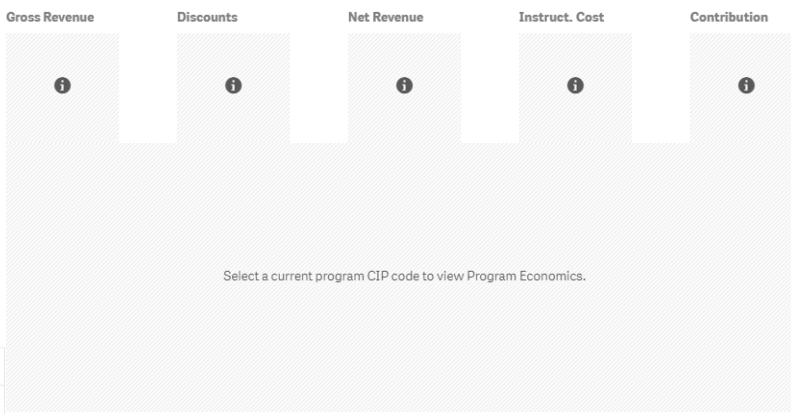 Gross Revenue Discounts Net Revenue Instruct. Cost Contribution
Select a current program CIP code to view Program Economics.